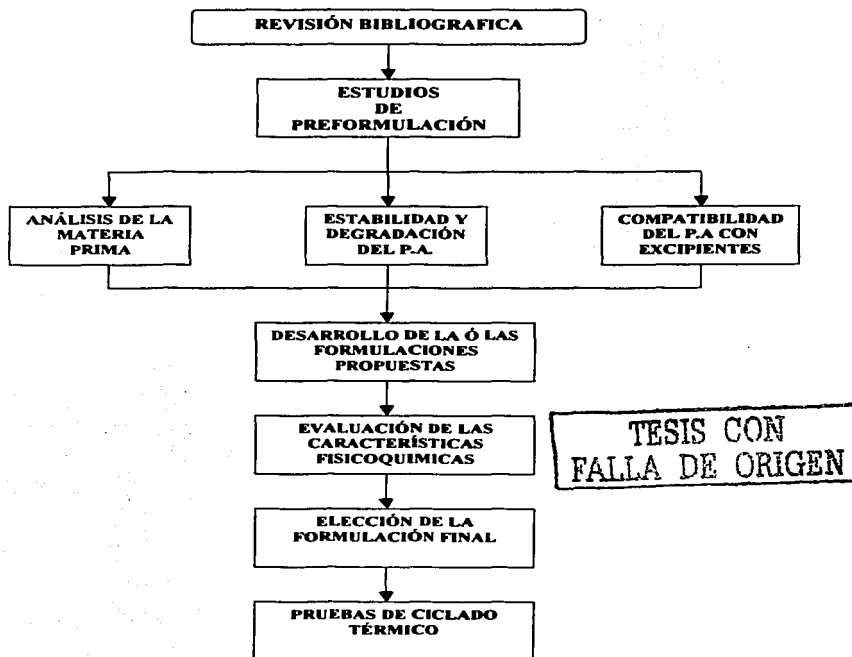 REVISIÓN BIBLIOGRAFICA
ESTUDIOS
DE
PREFORMULACIÓN
ANÁLISIS DE LA
MATERIA
PRIMA
ESTABILIDAD Y
DEGRADACIÓN
DEL P.A.
COMPATIBILIDAD
DEL P.A CON
EXCIPIENTES
DESARROLLO DE LA Ó LAS
FORMULACIONES
PROPUESTAS
EVALUACIÓN DE LAS
CARACTERÍSTICAS
FISICOQUIMICAS
TESIS CON
FALLA DE ORIGEN
ELECCIÓN DE LA
FORMULACIÓN FINAL
PRUEBAS DE CICLADO
TÉRMICO